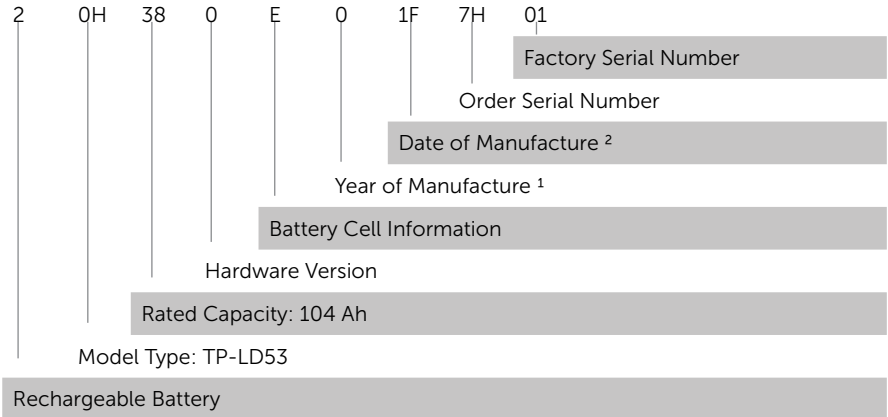 2 0H 38 0 E 0 1F 7H 01
Factory Serial Number
Order Serial Number
Date of Manufacture ²
Year of Manufacture ¹
Battery Cell Information
Hardware Version
Rated Capacity: 104 Ah
Model Type: TP-LD53
Rechargeable Battery